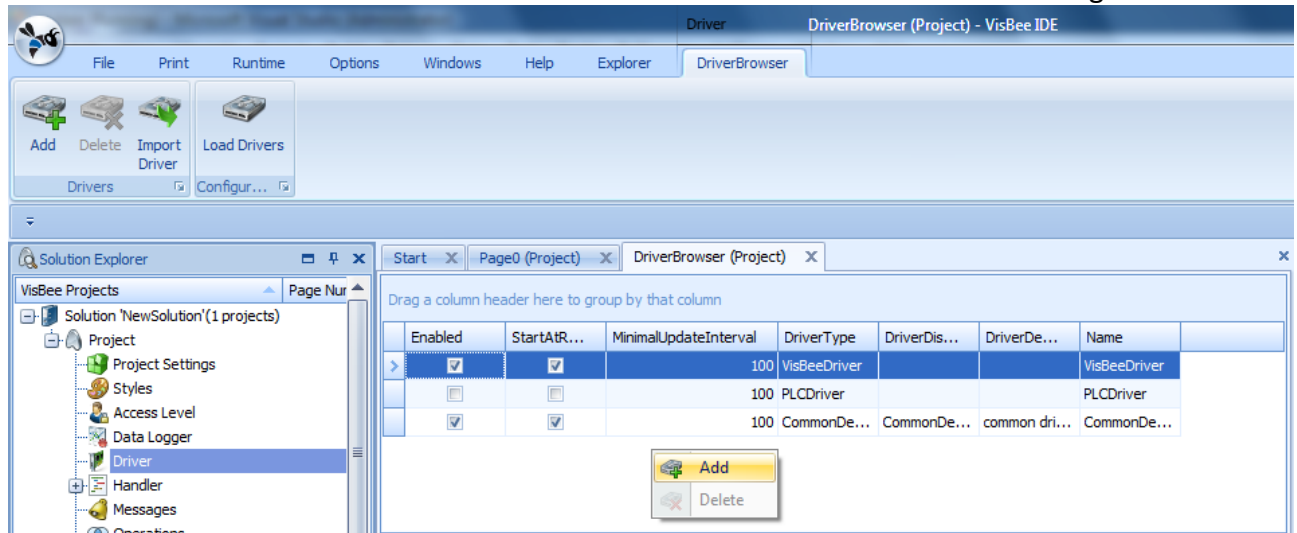 Driver DriverBrowser (Project) - VisBee IDE
File Print Runtime Options Windows Help Explorer DriverBrowser
Add Delete Import Driver Load Drivers
Drivers Configur...
Solution Explorer
Start Page0 (Project) DriverBrowser (Project)
VisBee Projects Page Nur
Drag a column header here to group by that column
Solution 'NewSolution'(1 projects)
Project
Project Settings
Styles
Access Level
Data Logger
Driver
Handler
Messages
Operations
Enabled StartAtR... MinimalUpdateInterval DriverType DriverDis... DriverDe... Name
100 VisBeeDriver VisBeeDriver
100 PLCDriver PLCDriver
100 CommonDe... CommonDe... common dri... CommonDe...
Add
Delete